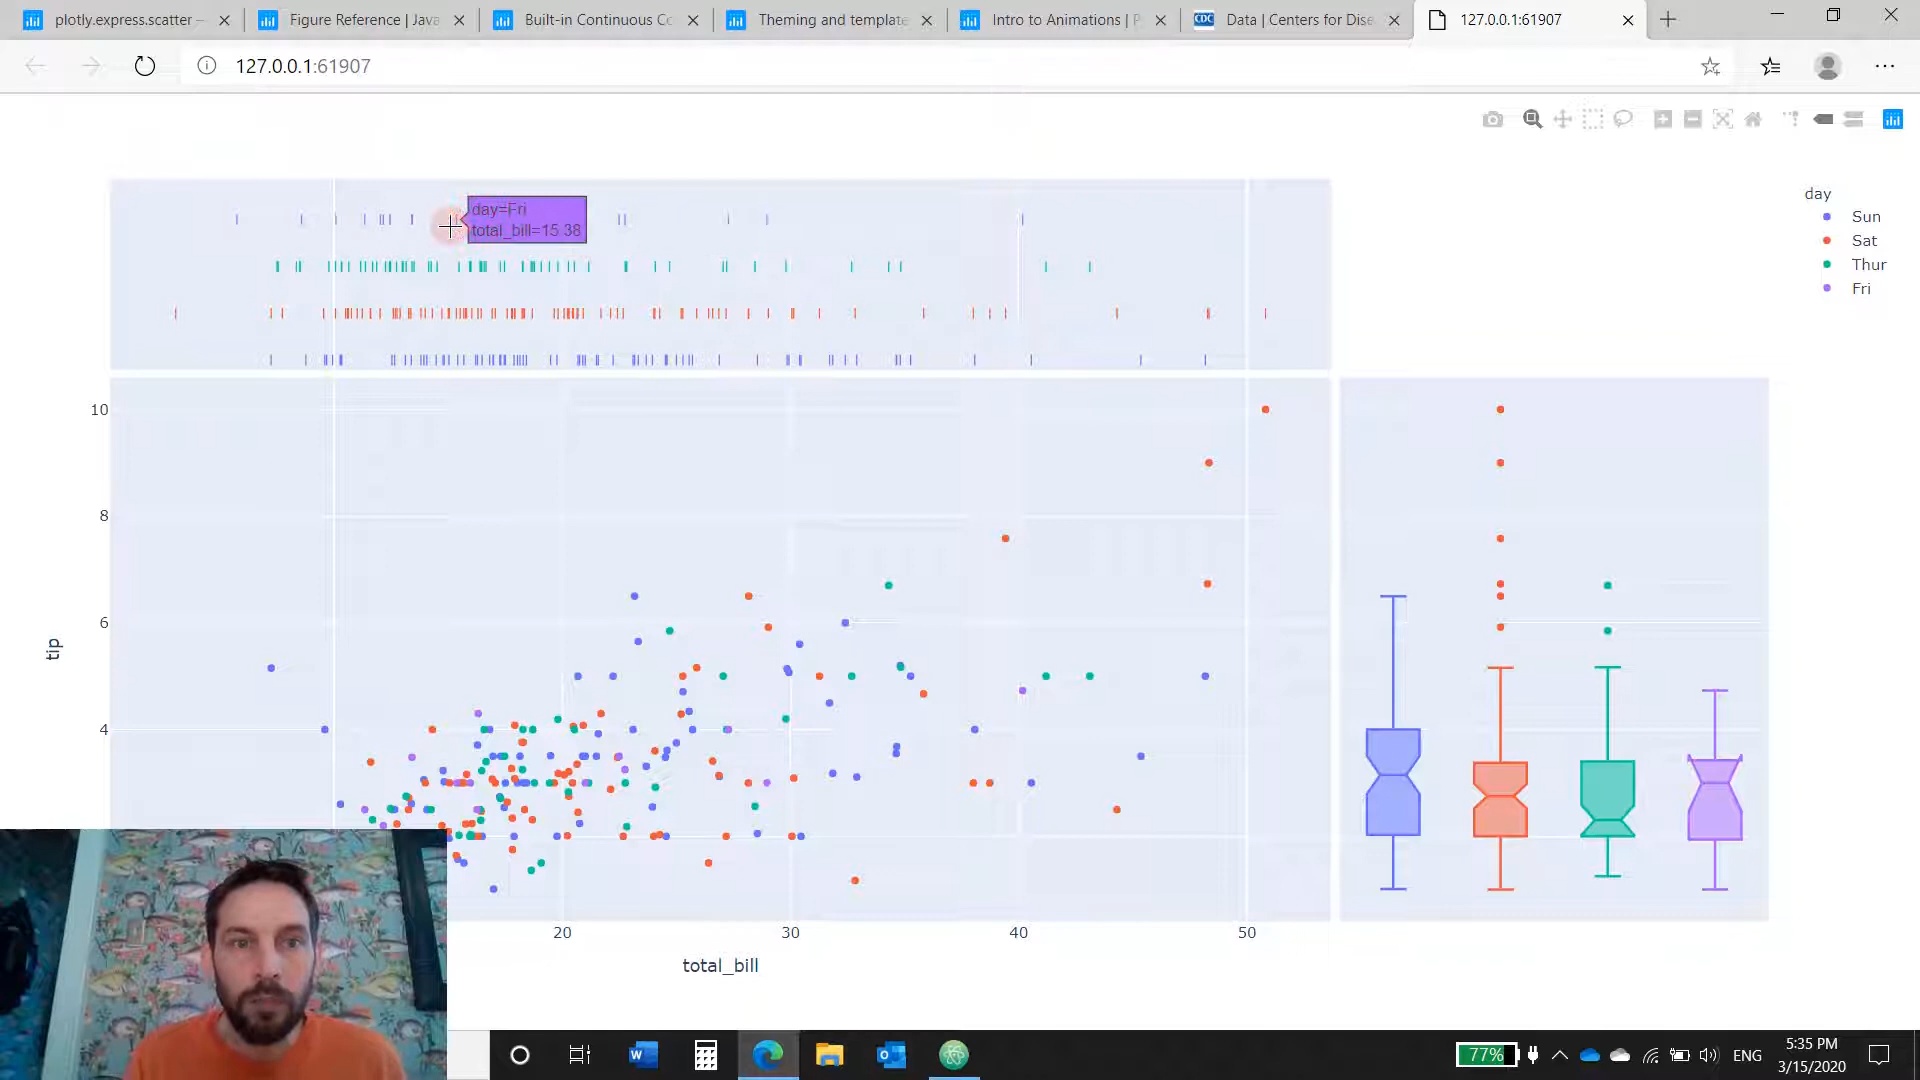 plotly.express.scatter —
Figure Reference | Java
Built-in Continuous Co
Theming and template
Intro to Animations | P
CDC
Data | Centers for Dise
127.0.0.1:61907
127.0.0.1:61907
day=Fri
total_bill=15.38
day
Sun
Sat
Thur
Fri
10
8
6
4
tip
20
30
40
50
total_bill
77%
ENG
5:35 PM
3/15/2020